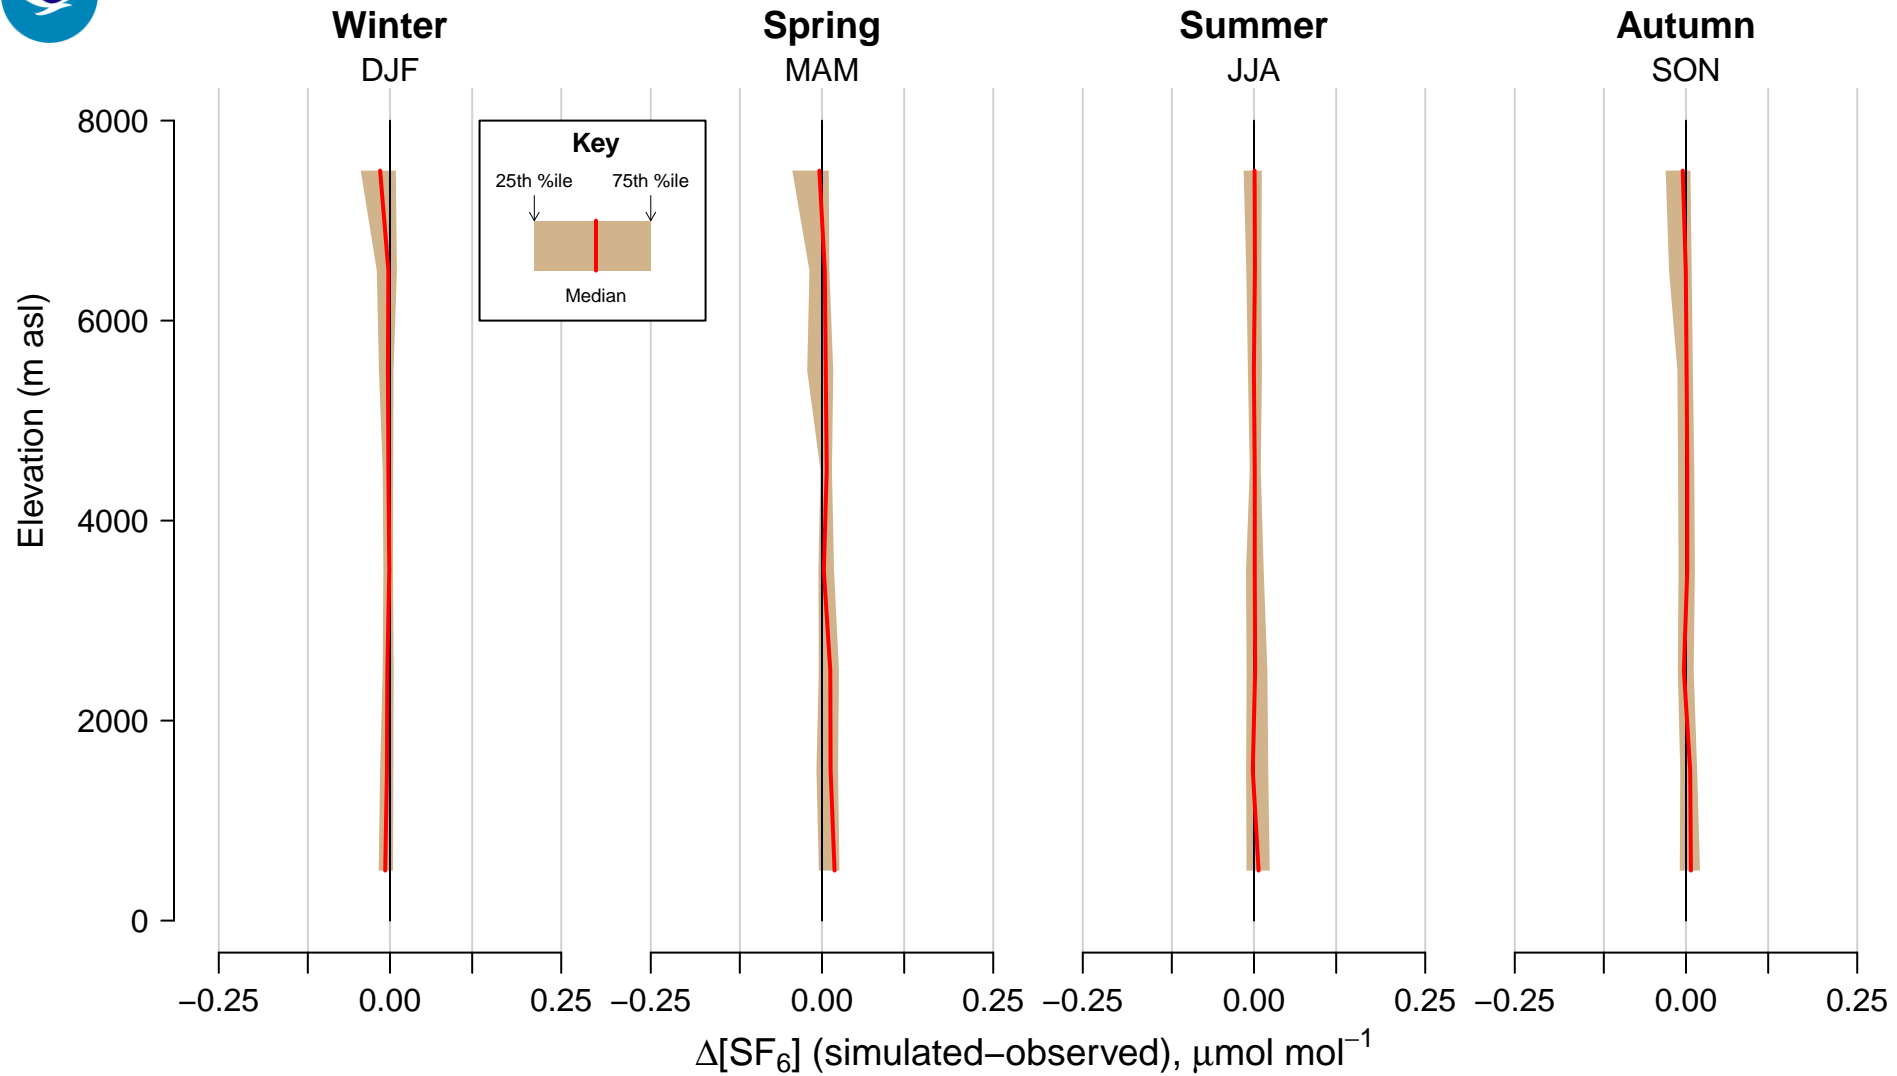 Winter Spring Summer Autumn
DJF MAM JJA SON
Key
25th %ile 75th %ile
Median
Elevation (m asl)
8000
6000
4000
2000
0
−0.25 0.00 0.25 −0.25 0.00 0.25 −0.25 0.00 0.25 −0.25 0.00 0.25
Δ[SF₆] (simulated−observed), μmol mol⁻¹